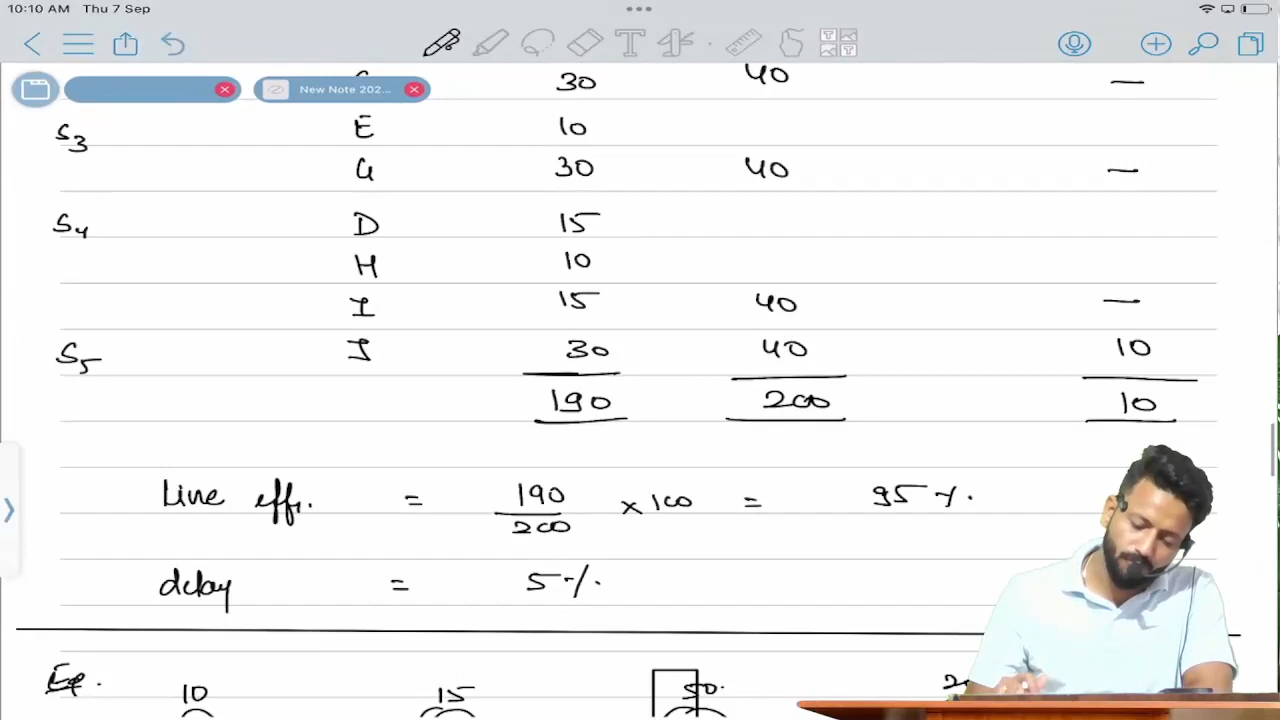 10:10 AM Thu 7 Sep
New Note 202...
30 40 —
S3 E 10
G 30 40 —
S4 D 15
H 10
I 15 40 —
S5 J 30 40 10
190 200 10
Line effi. = 190/200 × 100 = 95 %.
delay = 5 %.
Eg. 10 15 50.